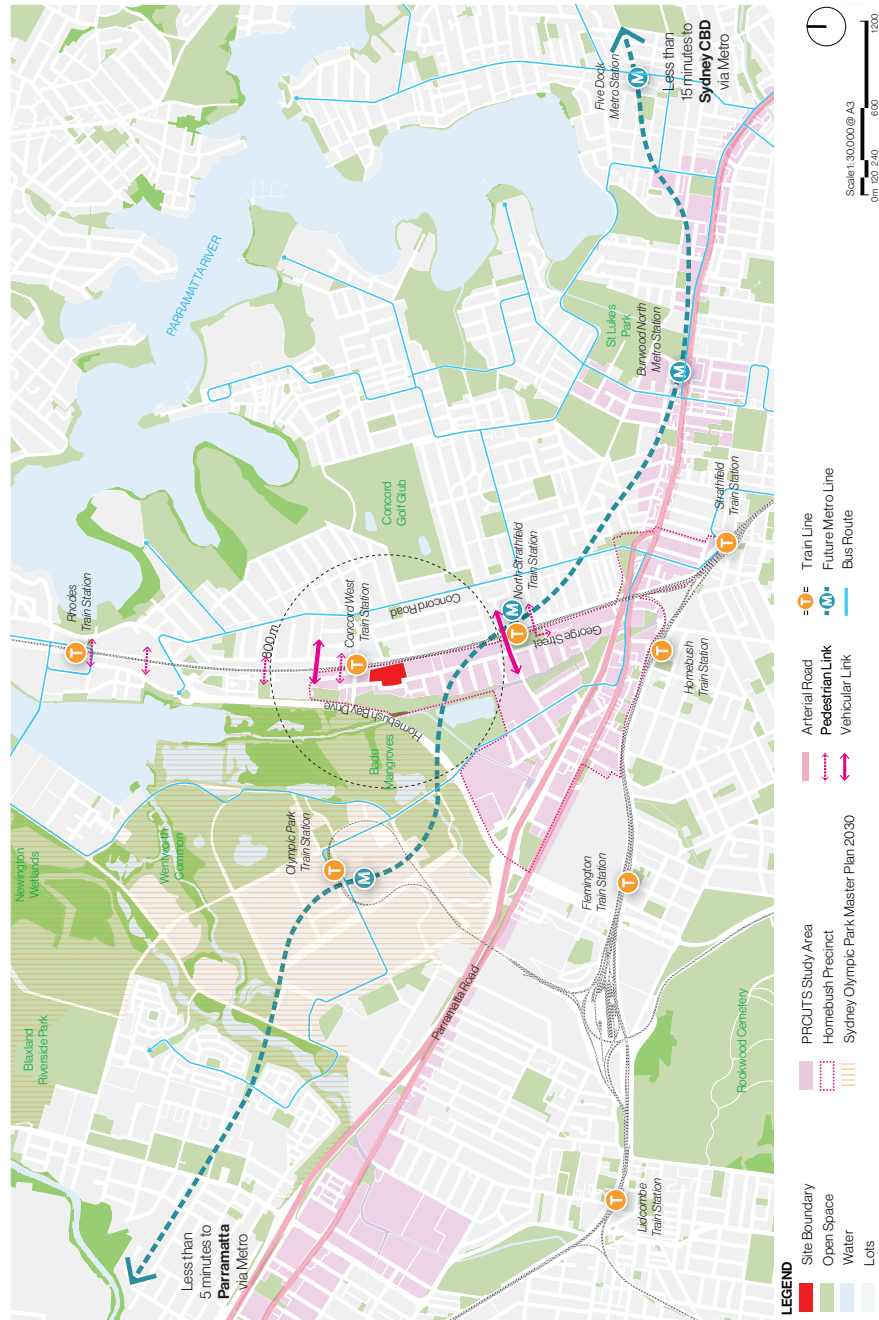 Newington
Wetlands
Blaxland
Riverside Park
Wentworth
Common
PARRAMATTA RIVER
Rhodes
Train Station
Less than
5 minutes to
Parramatta
via Metro
Olympic Park
Train Station
Badu
Mangroves
Homebush Bay Drive
800m
Concord West
Train Station
Concord Road
Concord
Golf Glub
Five Dock
Metro Station
Less than
15 minutes to
Sydney CBD
via Metro
St Lukes
Park
Burwood North
Metro Station
North Strathfield
Train Station
George Street
Parramatta Road
Strathfield
Train Station
Homebush
Train Station
Flemington
Train Station
Lidcombe
Train Station
Rookwood Cemetery
T
T
T
T
T
T
T
T
M
M
M
M
LEGEND
Site Boundary
Open Space
Water
Lots
PRCUTS Study Area
Homebush Precinct
Sydney Olympic Park Master Plan 2030
Arterial Road
Pedestrian Link
Vehicular Link
T Train Line
M Future Metro Line
Bus Route
Scale 1: 30,000 @ A3
0m 120 240 600 1200